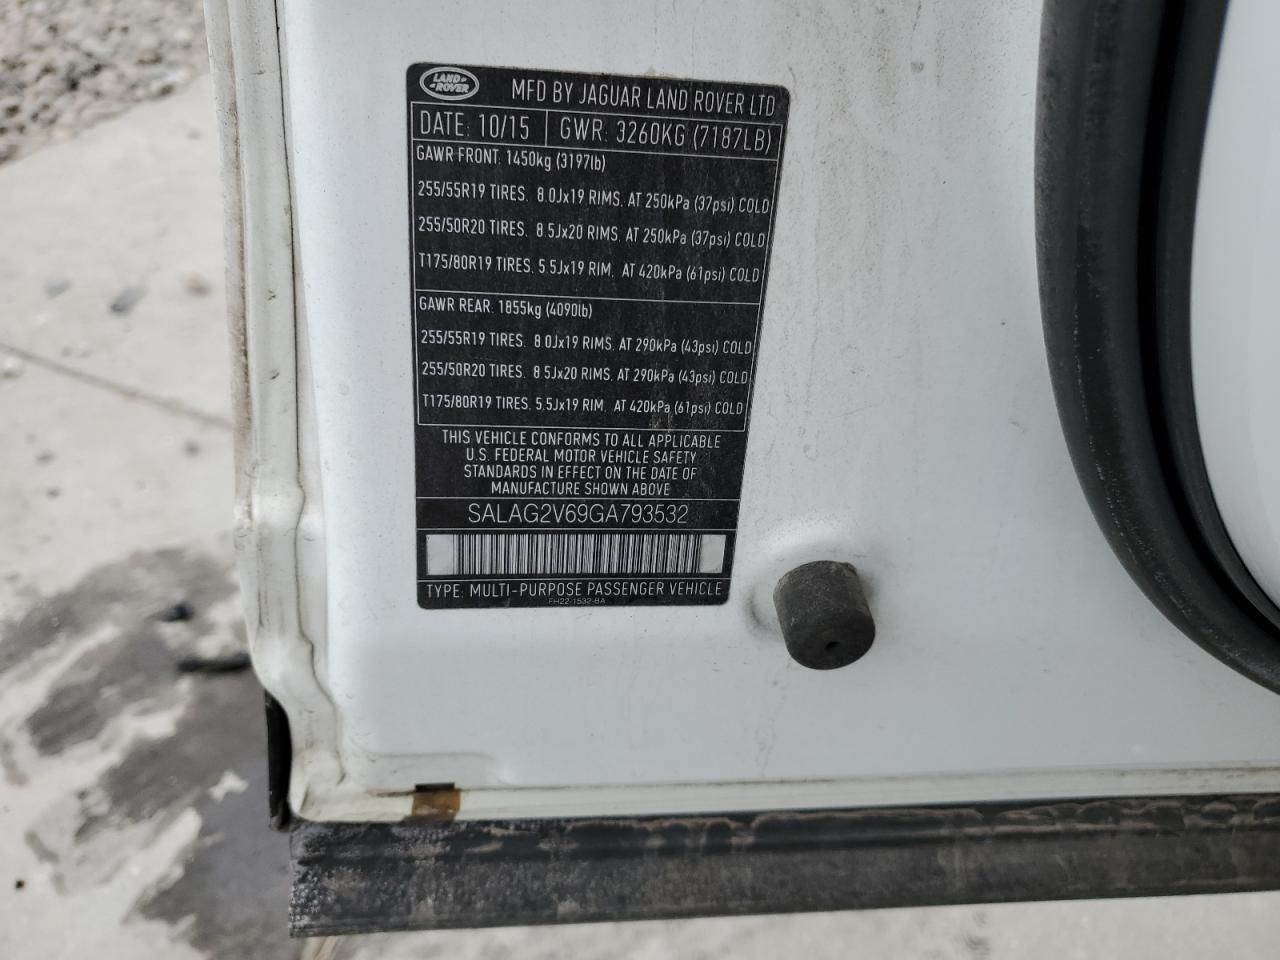 LAND ROVER
MFD BY JAGUAR LAND ROVER LTD
DATE: 10/15 GWR: 3260KG (7187LB)
GAWR FRONT: 1450kg (3197lb)
255/55R19 TIRES. 8.0Jx19 RIMS. AT 250kPa (37psi) COLD
255/50R20 TIRES. 8.5Jx20 RIMS. AT 250kPa (37psi) COLD
T175/80R19 TIRES. 5.5Jx19 RIM. AT 420kPa (61psi) COLD
GAWR REAR: 1855kg (4090lb)
255/55R19 TIRES. 8.0Jx19 RIMS. AT 290kPa (43psi) COLD
255/50R20 TIRES. 8.5Jx20 RIMS. AT 290kPa (43psi) COLD
T175/80R19 TIRES. 5.5Jx19 RIM. AT 420kPa (61psi) COLD
THIS VEHICLE CONFORMS TO ALL APPLICABLE
U.S. FEDERAL MOTOR VEHICLE SAFETY
STANDARDS IN EFFECT ON THE DATE OF
MANUFACTURE SHOWN ABOVE
SALAG2V69GA793532
TYPE: MULTI-PURPOSE PASSENGER VEHICLE
FH22-1532-BA